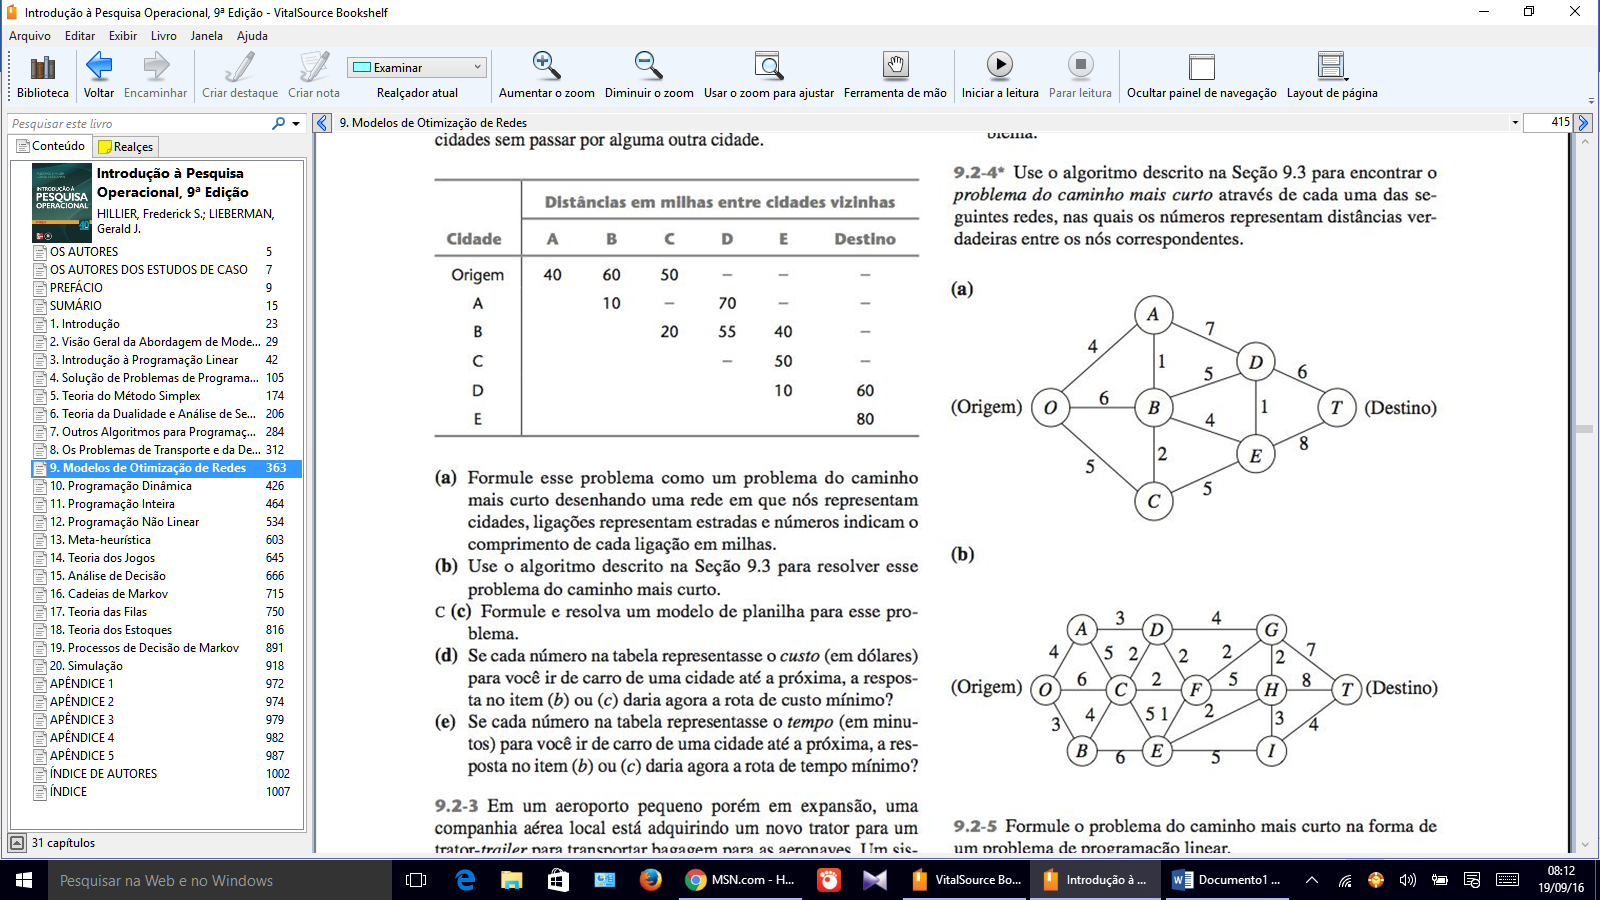 Introdução à Pesquisa Operacional, 9ª Edição - VitalSource Bookshelf
Arquivo Editar Exibir Livro Janela Ajuda
Biblioteca Voltar Encaminhar Criar destaque Criar nota Examinar Realçador atual Aumentar o zoom Diminuir o zoom Usar o zoom para ajustar Ferramenta de mão Iniciar a leitura Parar leitura Ocultar painel de navegação Layout de página
Pesquisar este livro
9. Modelos de Otimização de Redes 415
Conteúdo Realçes
Introdução à Pesquisa
Operacional, 9ª Edição
HILLIER, Frederick S.; LIEBERMAN,
Gerald J.
OS AUTORES 5
OS AUTORES DOS ESTUDOS DE CASO 7
PREFÁCIO 9
SUMÁRIO 15
1. Introdução 23
2. Visão Geral da Abordagem de Mode... 29
3. Introdução à Programação Linear 42
4. Solução de Problemas de Programa... 105
5. Teoria do Método Simplex 174
6. Teoria da Dualidade e Análise de Se... 206
7. Outros Algoritmos para Programaç... 284
8. Os Problemas de Transporte e da De... 312
9. Modelos de Otimização de Redes 363
10. Programação Dinâmica 426
11. Programação Inteira 464
12. Programação Não Linear 534
13. Meta-heurística 603
14. Teoria dos Jogos 645
15. Análise de Decisão 666
16. Cadeias de Markov 715
17. Teoria das Filas 750
18. Teoria dos Estoques 816
19. Processos de Decisão de Markov 891
20. Simulação 918
APÊNDICE 1 972
APÊNDICE 2 974
APÊNDICE 3 979
APÊNDICE 4 982
APÊNDICE 5 987
ÍNDICE DE AUTORES 1002
ÍNDICE 1007
31 capítulos
cidades sem passar por alguma outra cidade.
Distâncias em milhas entre cidades vizinhas
Cidade A B C D E Destino
Origem 40 60 50 – – –
A 10 – 70 – –
B 20 55 40 –
C – 50 –
D 10 60
E 80
(a) Formule esse problema como um problema do caminho
mais curto desenhando uma rede em que nós representam
cidades, ligações representam estradas e números indicam o
comprimento de cada ligação em milhas.
(b) Use o algoritmo descrito na Seção 9.3 para resolver esse
problema do caminho mais curto.
C (c) Formule e resolva um modelo de planilha para esse pro-
blema.
(d) Se cada número na tabela representasse o custo (em dólares)
para você ir de carro de uma cidade até a próxima, a respos-
ta no item (b) ou (c) daria agora a rota de custo mínimo?
(e) Se cada número na tabela representasse o tempo (em minu-
tos) para você ir de carro de uma cidade até a próxima, a res-
posta no item (b) ou (c) daria agora a rota de tempo mínimo?
9.2-3 Em um aeroporto pequeno porém em expansão, uma
companhia aérea local está adquirindo um novo trator para um
trator-trailer para transportar bagagem para as aeronaves. Um sis-
blema.
9.2-4* Use o algoritmo descrito na Seção 9.3 para encontrar o
problema do caminho mais curto através de cada uma das se-
guintes redes, nas quais os números representam distâncias ver-
dadeiras entre os nós correspondentes.
(a)
A
4 7
1 D
5 6
(Origem) O 6 B 1 T (Destino)
4
2 E 8
5
C 5
(b)
A 3 D 4 G
4 5 2 2 2 2 7
(Origem) O 6 C 2 F 5 H 8 T (Destino)
3 4 5 1 2 3 4
B 6 E 5 I
9.2-5 Formule o problema do caminho mais curto na forma de
um problema de programação linear.
Pesquisar na Web e no Windows MSN.com - H... VitalSource Bo... Introdução à ... Documento1 ... 08:12
19/09/16